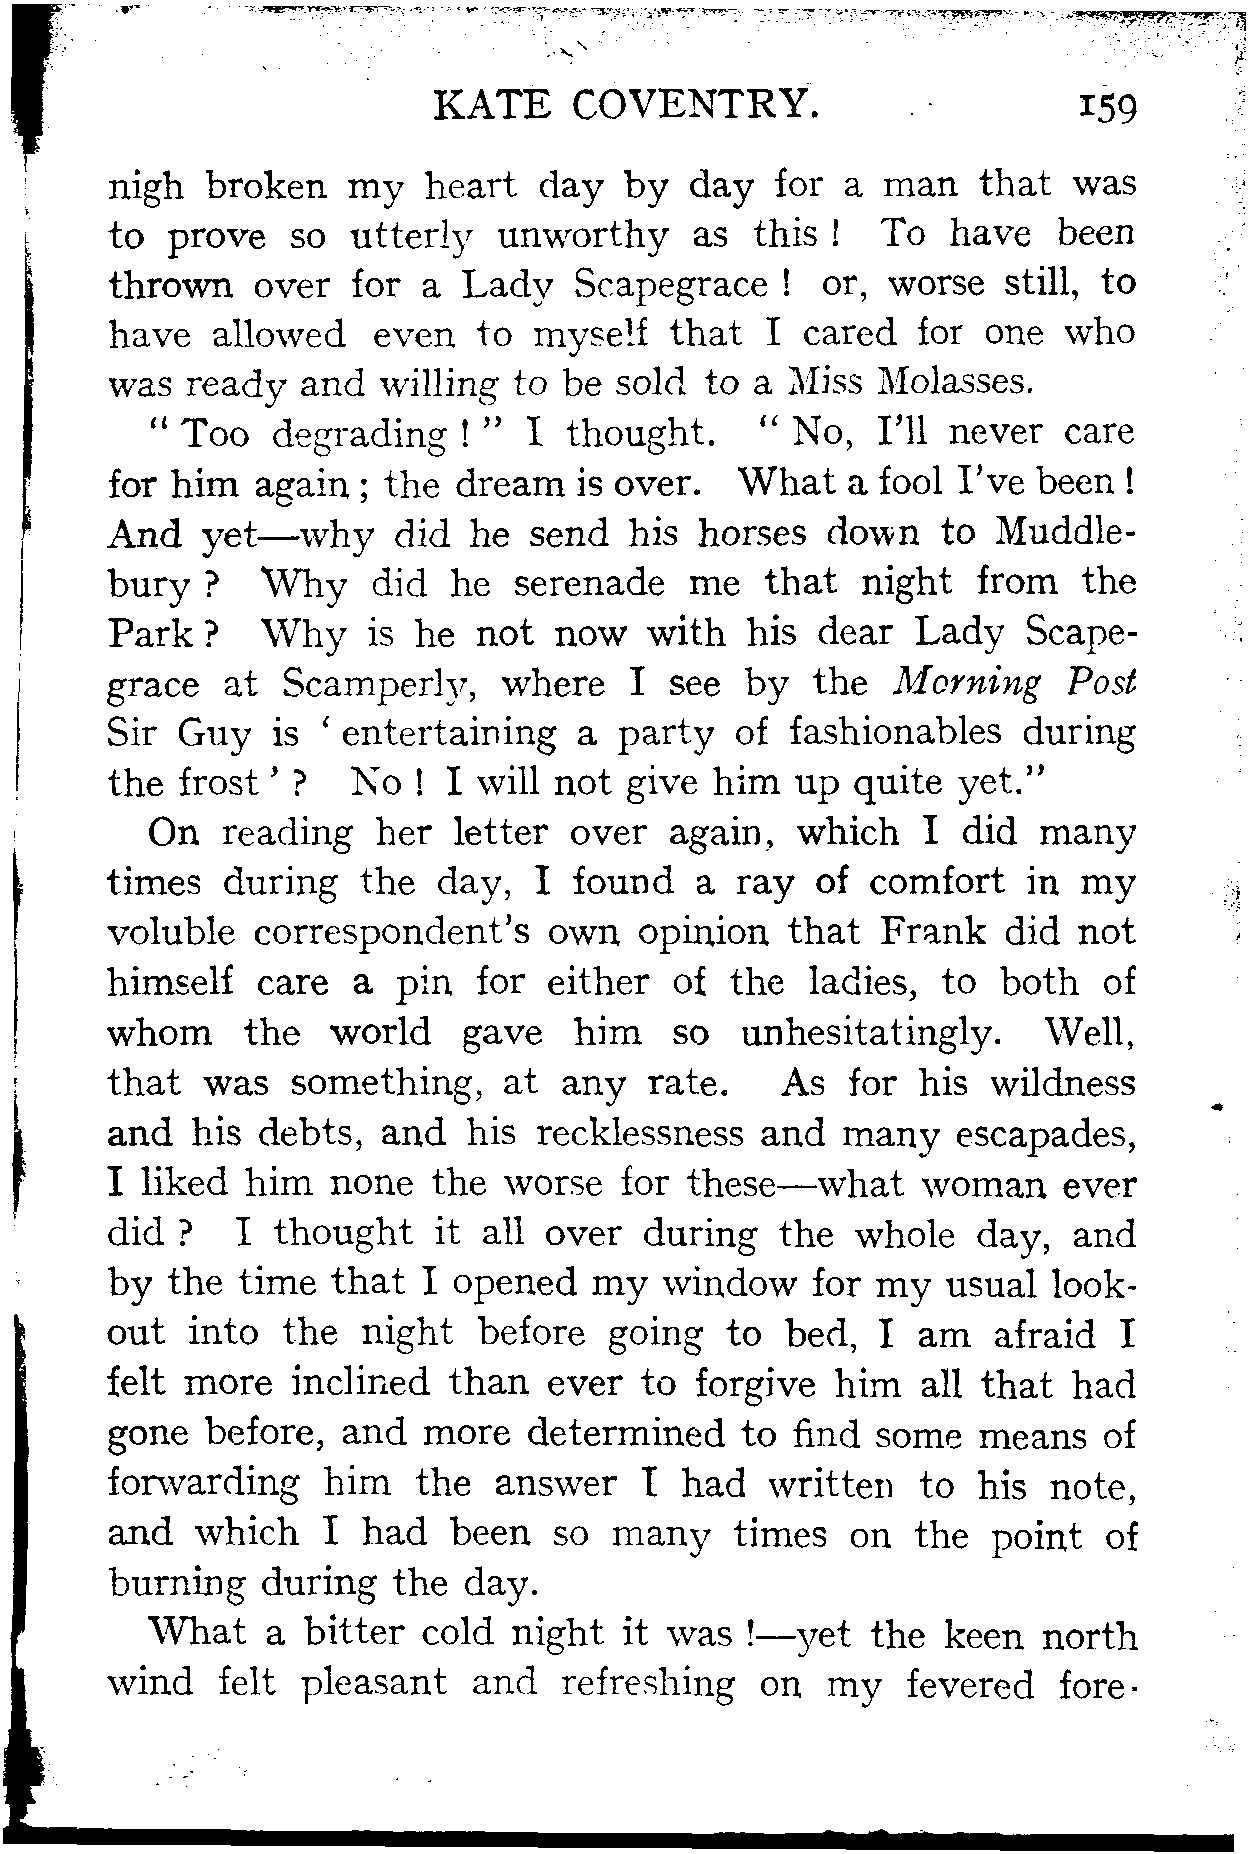 KATE COVENTRY. 159
nigh broken my heart day by day for a man that was
to prove so utterly unworthy as this ! To have been
thrown over for a Lady Scapegrace ! or, worse still, to
have allowed even to myself that I cared for one who
was ready and willing to be sold to a Miss Molasses.
" Too degrading ! " I thought. " No, I'll never care
for him again ; the dream is over. What a fool I've been !
And yet—why did he send his horses down to Muddle-
bury ? Why did he serenade me that night from the
Park ? Why is he not now with his dear Lady Scape-
grace at Scamperly, where I see by the Morning Post
Sir Guy is ' entertaining a party of fashionables during
the frost ' ? No ! I will not give him up quite yet."
On reading her letter over again, which I did many
times during the day, I found a ray of comfort in my
voluble correspondent's own opinion that Frank did not
himself care a pin for either of the ladies, to both of
whom the world gave him so unhesitatingly. Well,
that was something, at any rate. As for his wildness
and his debts, and his recklessness and many escapades,
I liked him none the worse for these—what woman ever
did ? I thought it all over during the whole day, and
by the time that I opened my window for my usual look-
out into the night before going to bed, I am afraid I
felt more inclined than ever to forgive him all that had
gone before, and more determined to find some means of
forwarding him the answer I had written to his note,
and which I had been so many times on the point of
burning during the day.
What a bitter cold night it was !—yet the keen north
wind felt pleasant and refreshing on my fevered fore-